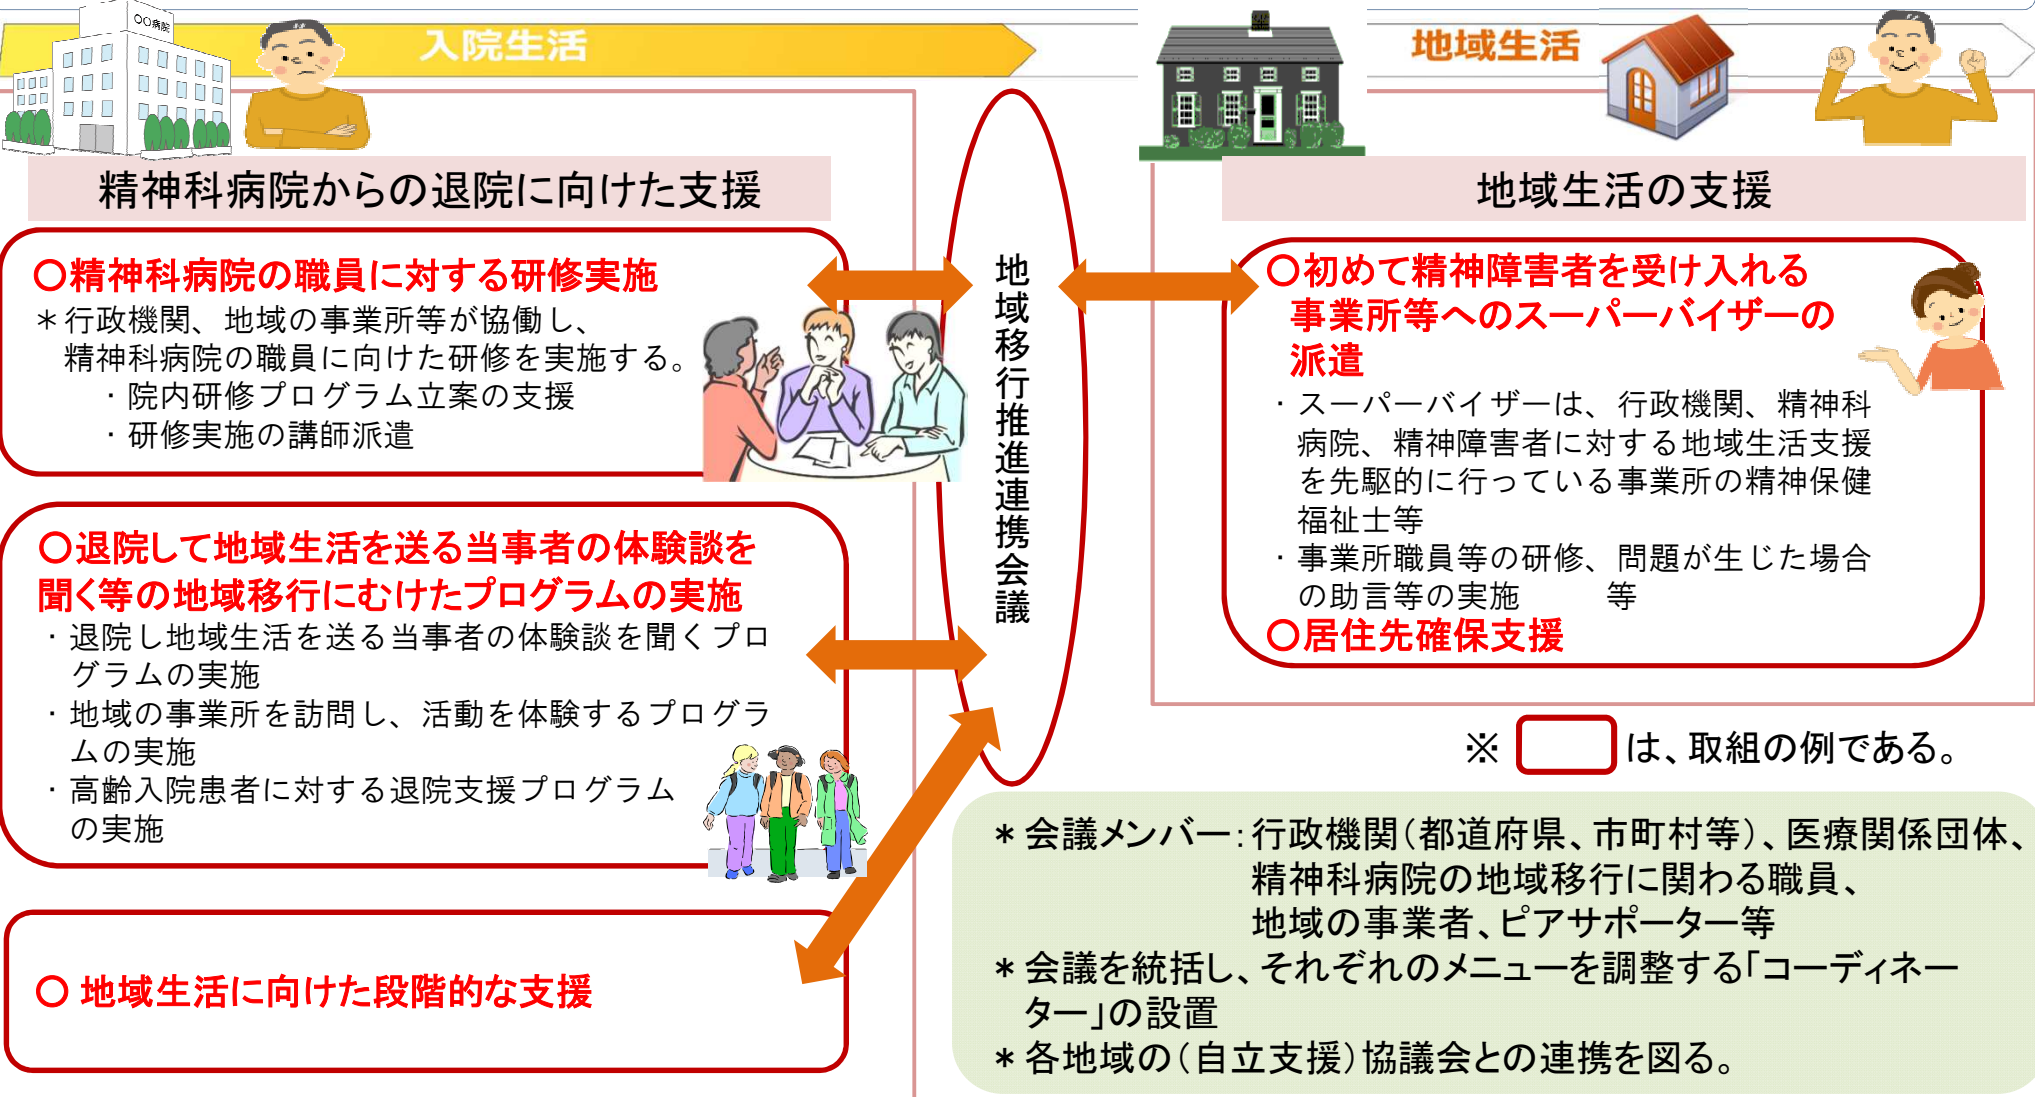 〇〇病院
入院生活
地域生活
精神科病院からの退院に向けた支援
〇精神科病院の職員に対する研修実施
＊行政機関、地域の事業所等が協働し、
精神科病院の職員に向けた研修を実施する。
・院内研修プログラム立案の支援
・研修実施の講師派遣
〇退院して地域生活を送る当事者の体験談を
聞く等の地域移行にむけたプログラムの実施
・退院し地域生活を送る当事者の体験談を聞くプロ
グラムの実施
・地域の事業所を訪問し、活動を体験するプログラ
ムの実施
・高齢入院患者に対する退院支援プログラム
の実施
〇 地域生活に向けた段階的な支援
地域移行推進連携会議
地域生活の支援
〇初めて精神障害者を受け入れる
事業所等へのスーパーバイザーの
派遣
・スーパーバイザーは、行政機関、精神科
病院、精神障害者に対する地域生活支援
を先駆的に行っている事業所の精神保健
福祉士等
・事業所職員等の研修、問題が生じた場合
の助言等の実施　　等
〇居住先確保支援
※ は、取組の例である。
＊会議メンバー：行政機関（都道府県、市町村等）、医療関係団体、
精神科病院の地域移行に関わる職員、
地域の事業者、ピアサポーター等
＊会議を統括し、それぞれのメニューを調整する「コーディネー
ター」の設置
＊各地域の（自立支援）協議会との連携を図る。